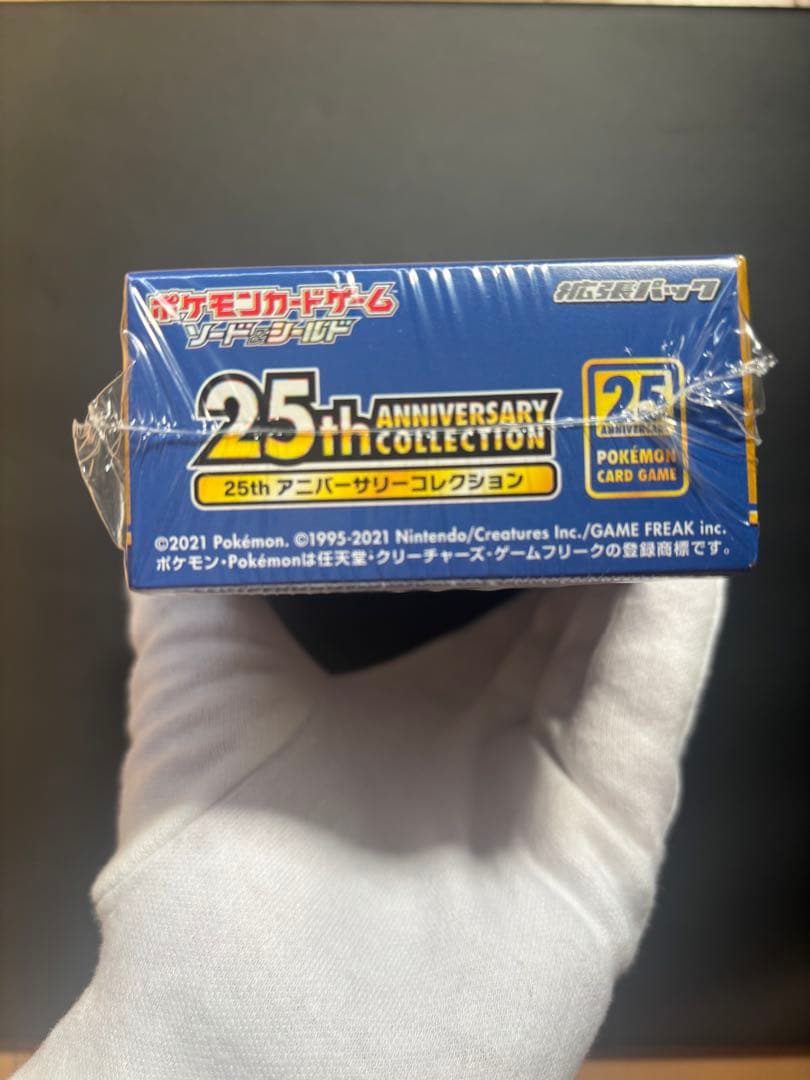 ポケモンカードゲーム
ソード&シールド
拡張パック
25th ANNIVERSARY
COLLECTION
25th アニバーサリーコレクション
25
ANNIVERSARY
POKÉMON
CARD GAME
©2021 Pokémon. ©1995-2021 Nintendo/Creatures Inc./GAME FREAK inc.
ポケモン・Pokémonは任天堂・クリーチャーズ・ゲームフリークの登録商標です。